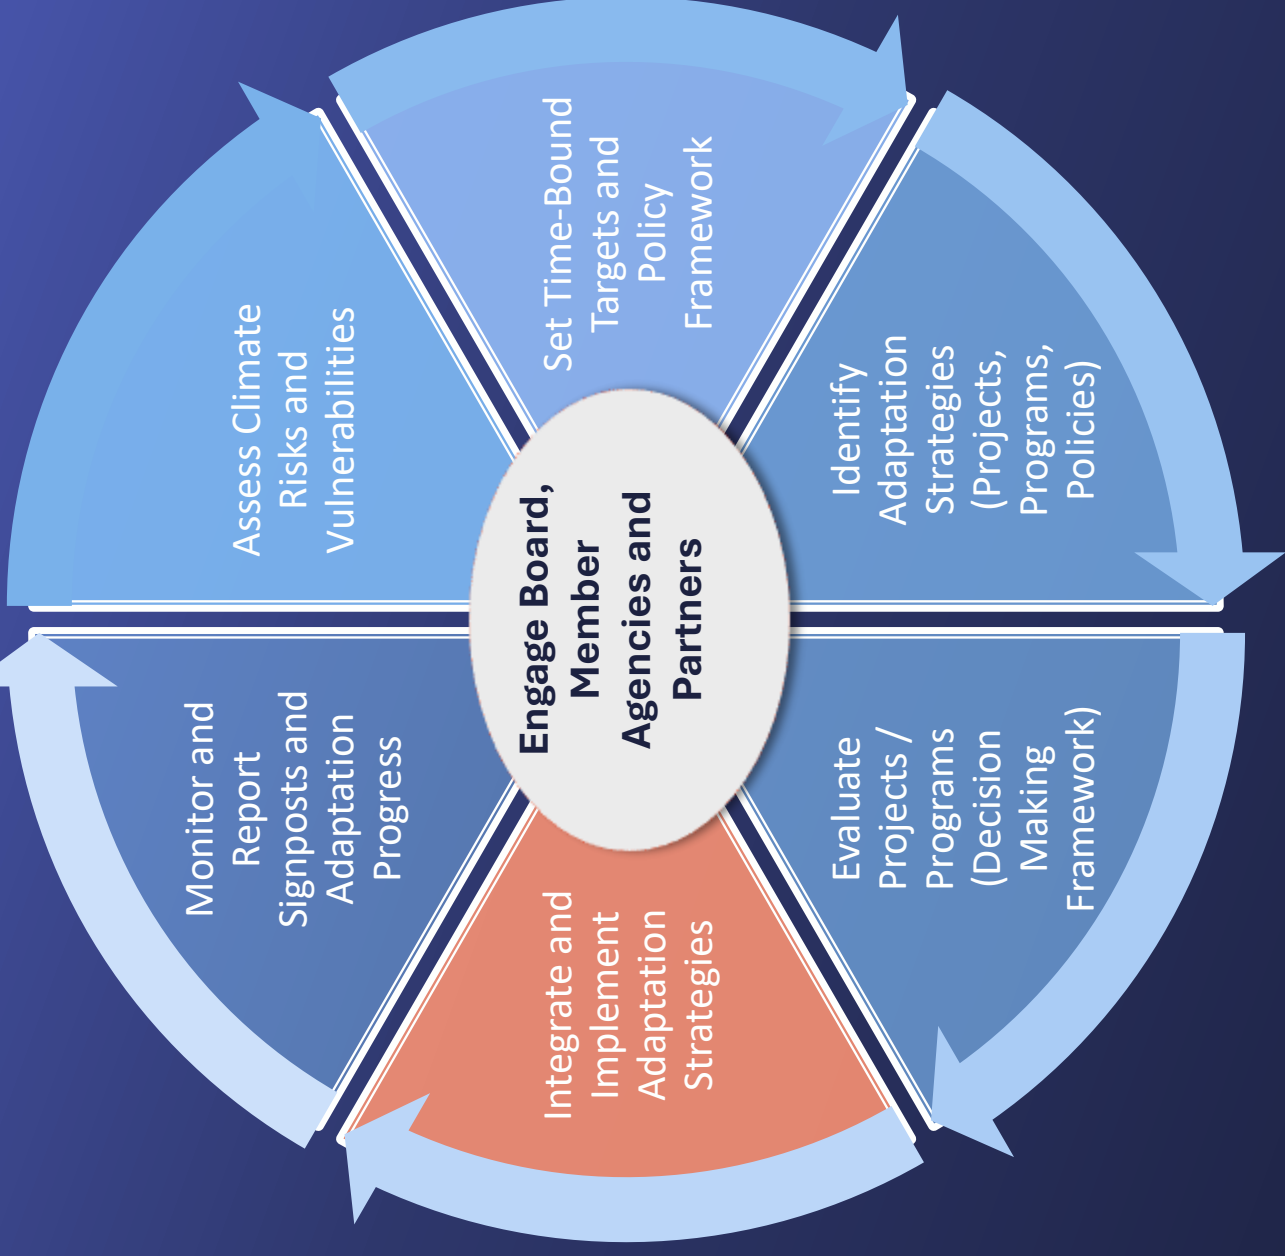 Assess Climate
Risks and
Vulnerabilities
Set Time-Bound
Targets and
Policy
Framework
Identify
Adaptation
Strategies
(Projects,
Programs,
Policies)
Evaluate
Projects /
Programs
(Decision
Making
Framework)
Integrate and
Implement
Adaptation
Strategies
Monitor and
Report
Signposts and
Adaptation
Progress
Engage Board,
Member
Agencies and
Partners